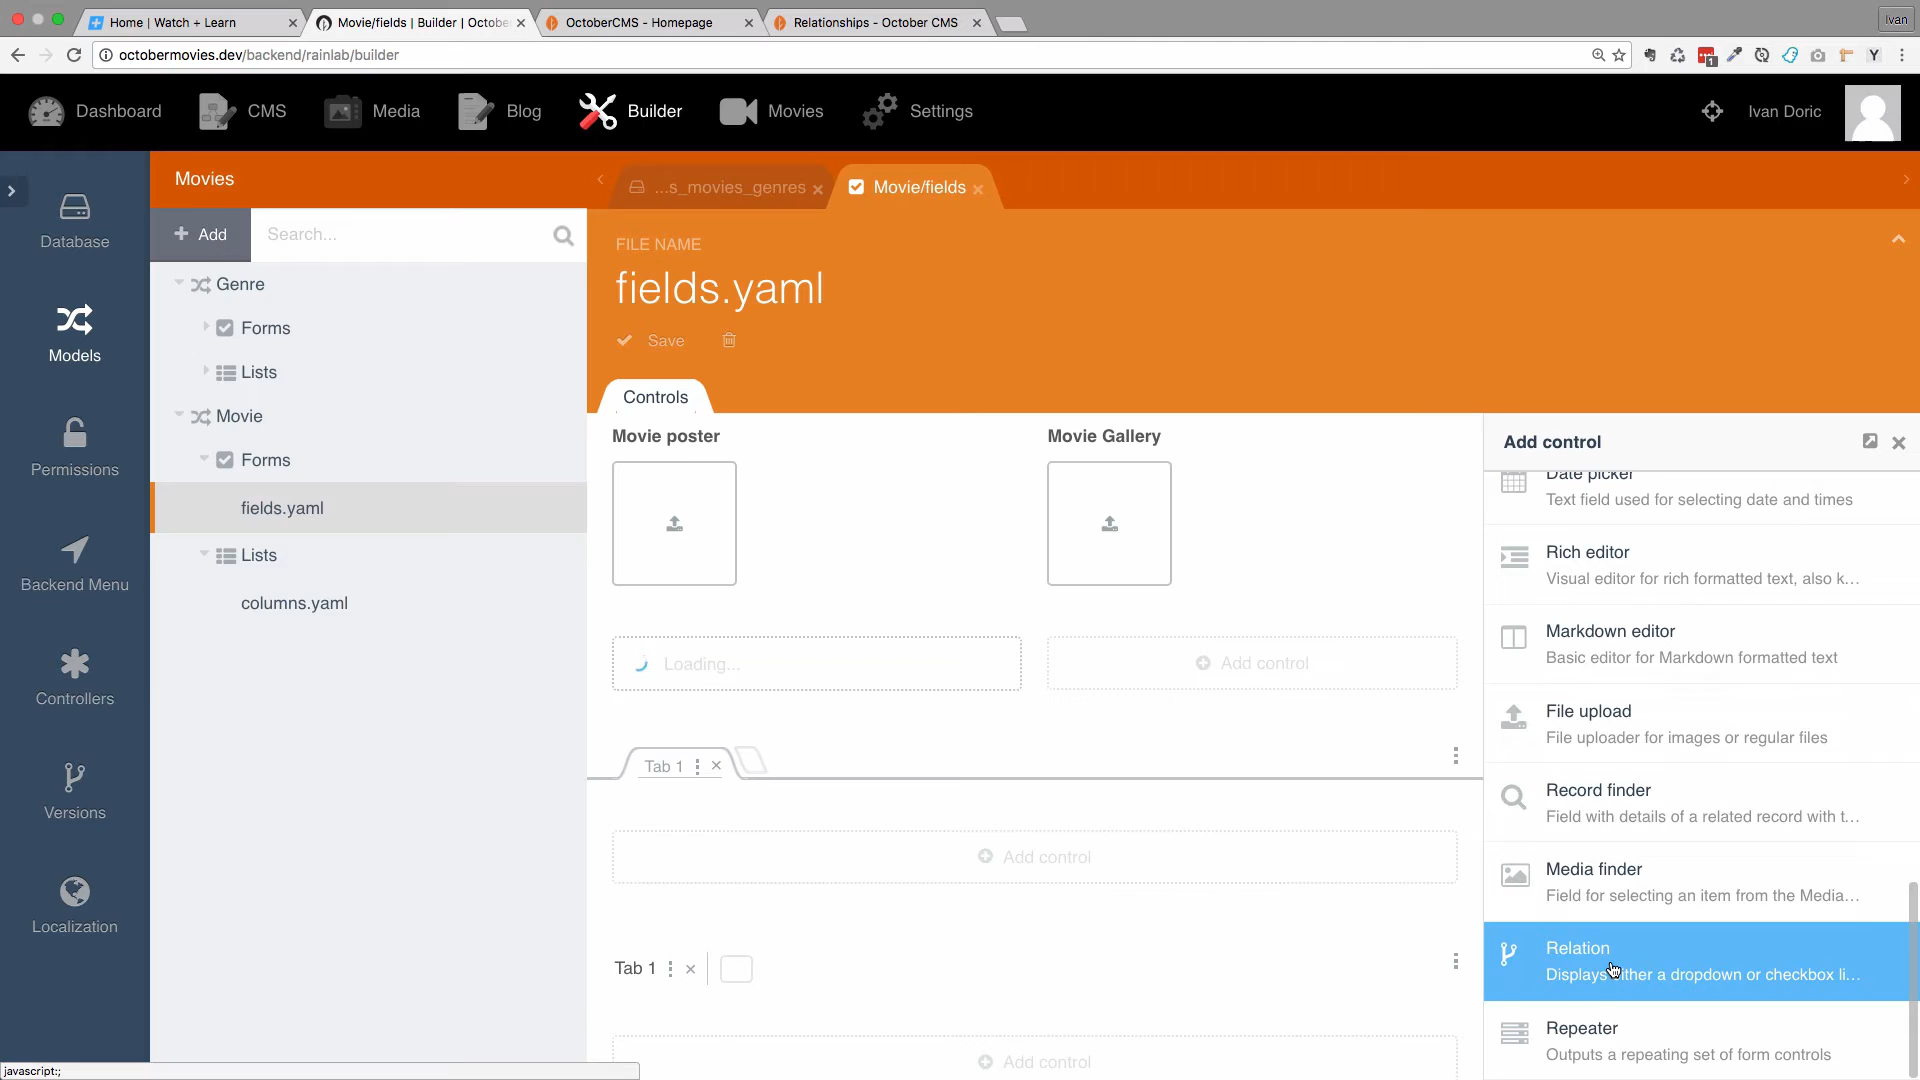 Home | Watch + Learn
Movie/fields | Builder | Octobe
OctoberCMS - Homepage
Relationships - October CMS
Ivan
octobermovies.dev/backend/rainlab/builder
1
Y
Dashboard
CMS
Media
Blog
Builder
Movies
Settings
Ivan Doric
Movies
...s_movies_genres
Movie/fields
Database
Models
Permissions
Backend Menu
Controllers
Versions
Localization
Add
Search...
Genre
Forms
Lists
Movie
Forms
fields.yaml
Lists
columns.yaml
FILE NAME
fields.yaml
Save
Controls
Movie poster
Movie Gallery
Loading...
Add control
Tab 1
Add control
Tab 1
Add control
Add control
Date picker
Text field used for selecting date and times
Rich editor
Visual editor for rich formatted text, also k...
Markdown editor
Basic editor for Markdown formatted text
File upload
File uploader for images or regular files
Record finder
Field with details of a related record with t...
Media finder
Field for selecting an item from the Media...
Relation
Displays either a dropdown or checkbox li...
Repeater
Outputs a repeating set of form controls
javascript:;